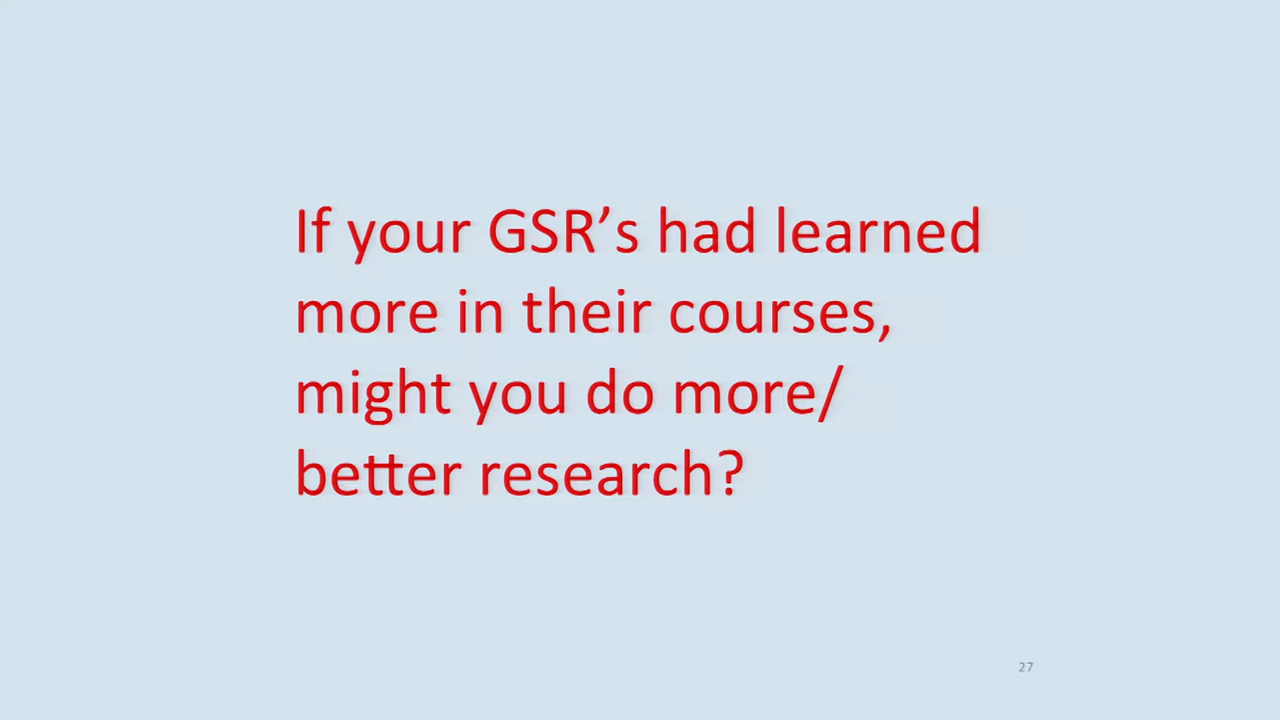 If your GSR’s had learned
more in their courses,
might you do more/
better research?
27